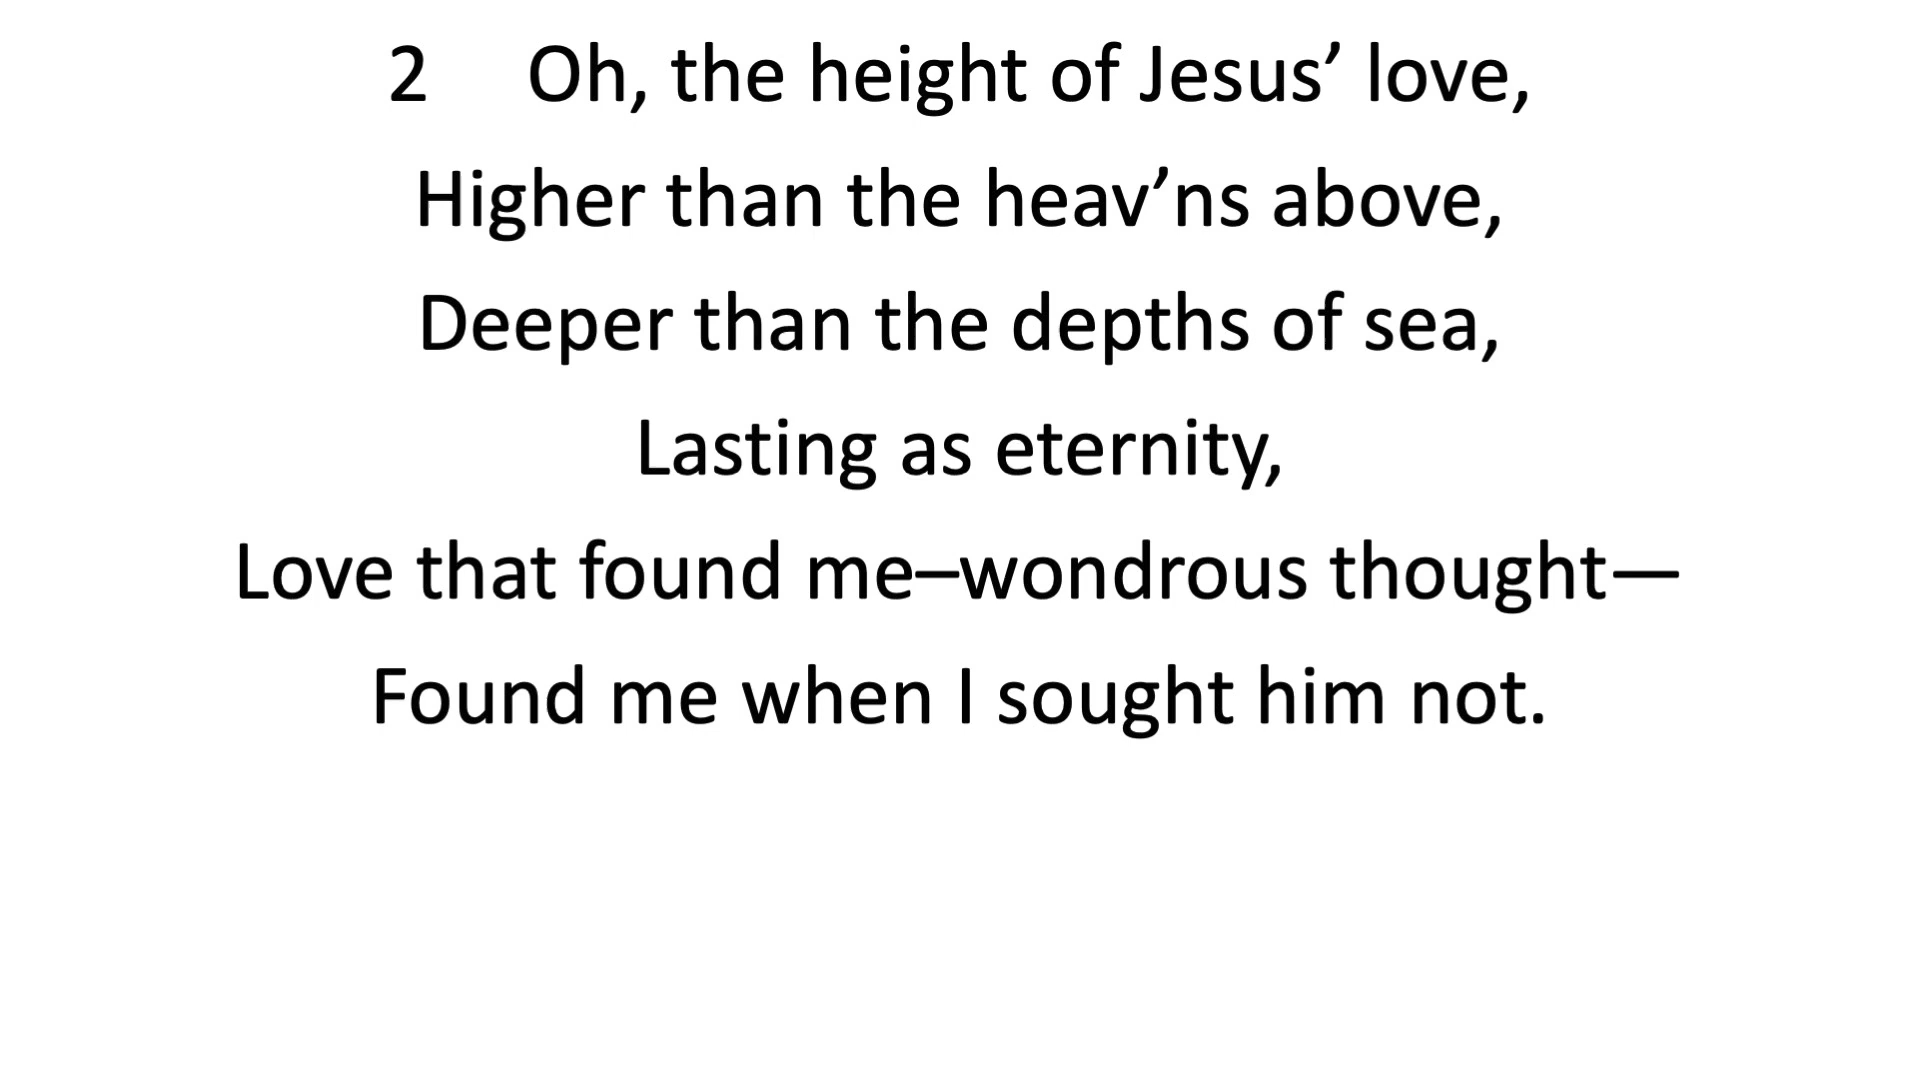 2 Oh, the height of Jesus’ love,
Higher than the heav’ns above,
Deeper than the depths of sea,
Lasting as eternity,
Love that found me–wondrous thought—
Found me when I sought him not.